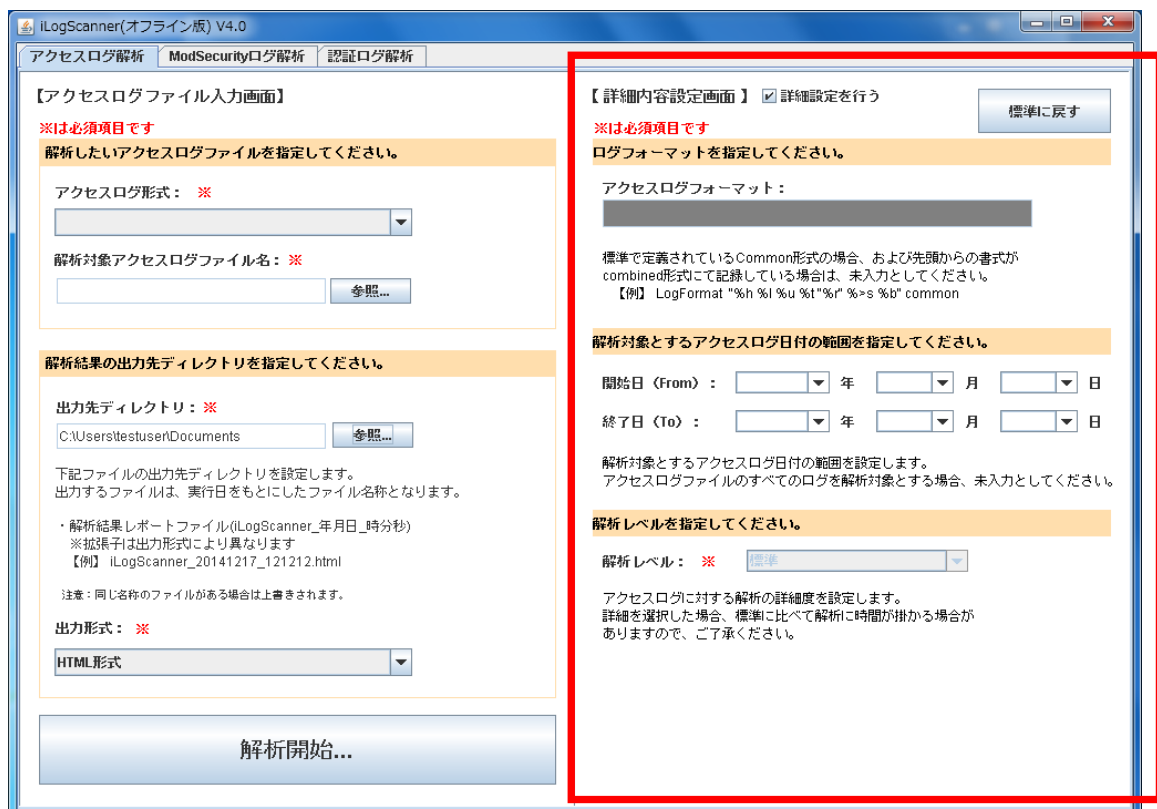 iLogScanner(オフライン版) V4.0
アクセスログ解析
ModSecurityログ解析
認証ログ解析
【アクセスログファイル入力画面】
※は必須項目です
解析したいアクセスログファイルを指定してください。
アクセスログ形式： ※
解析対象アクセスログファイル名：※
参照...
解析結果の出力先ディレクトリを指定してください。
出力先ディレクトリ：※
C:\Users\testuser\Documents
参照...
下記ファイルの出力先ディレクトリを設定します。
出力するファイルは、実行日をもとにしたファイル名称となります。
・解析結果レポートファイル(iLogScanner_年月日_時分秒)
※拡張子は出力形式により異なります
【例】 iLogScanner_20141217_121212.html
注意：同じ名称のファイルがある場合は上書きされます。
出力形式： ※
HTML形式
解析開始...
【 詳細内容設定画面 】 詳細設定を行う
標準に戻す
※は必須項目です
ログフォーマットを指定してください。
アクセスログフォーマット：
標準で定義されているCommon形式の場合、および先頭からの書式が
combined形式にて記録している場合は、未入力としてください。
【例】 LogFormat "%h %l %u %t"%r" %>s %b" common
解析対象とするアクセスログ日付の範囲を指定してください。
開始日（From）： 年 月 日
終了日（To）： 年 月 日
解析対象とするアクセスログ日付の範囲を設定します。
アクセスログファイルのすべてのログを解析対象とする場合、未入力としてください。
解析レベルを指定してください。
解析レベル： ※ 標準
アクセスログに対する解析の詳細度を設定します。
詳細を選択した場合、標準に比べて解析に時間が掛かる場合が
ありますので、ご了承ください。